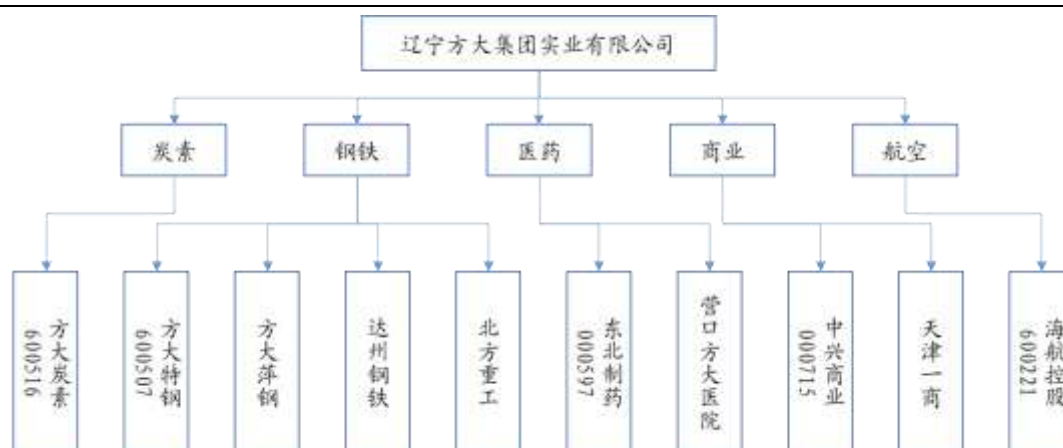 辽宁方大集团实业有限公司
炭素
钢铁
医药
商业
航空
方大炭素
600516
方大特钢
600507
方大萍钢
达州钢铁
北方重工
东北制药
000597
营口方大医院
中兴商业
000715
天津一商
海航控股
600221